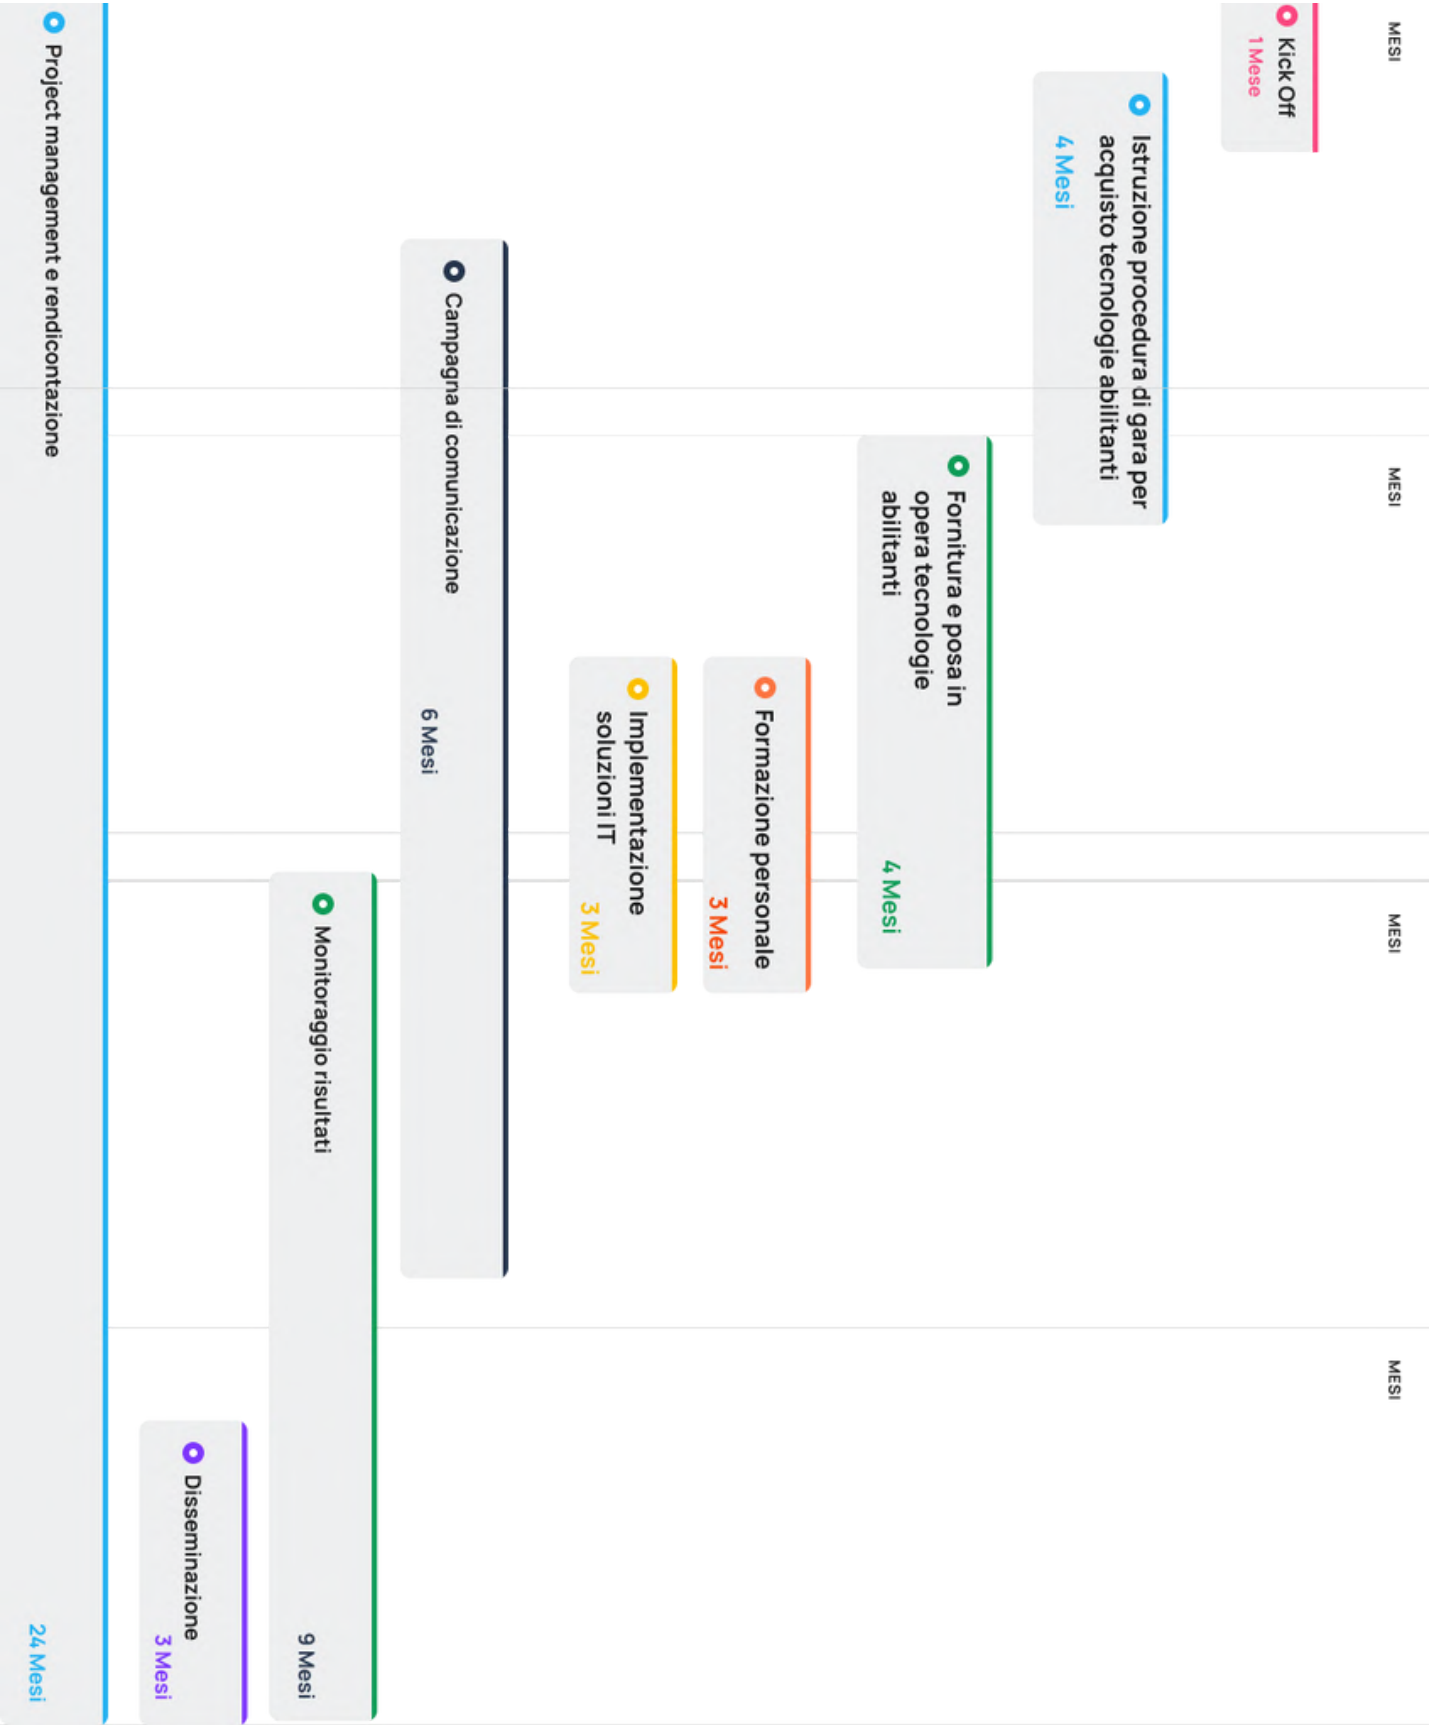 MESI
MESI
MESI
MESI
Kick Off
1 Mese
Istruzione procedura di gara per
acquisto tecnologie abilitanti
4 Mesi
Fornitura e posa in
opera tecnologie
abilitanti
4 Mesi
Formazione personale
3 Mesi
Implementazione
soluzioni IT
3 Mesi
Campagna di comunicazione
6 Mesi
Monitoraggio risultati
9 Mesi
Disseminazione
3 Mesi
Project management e rendicontazione
24 Mesi